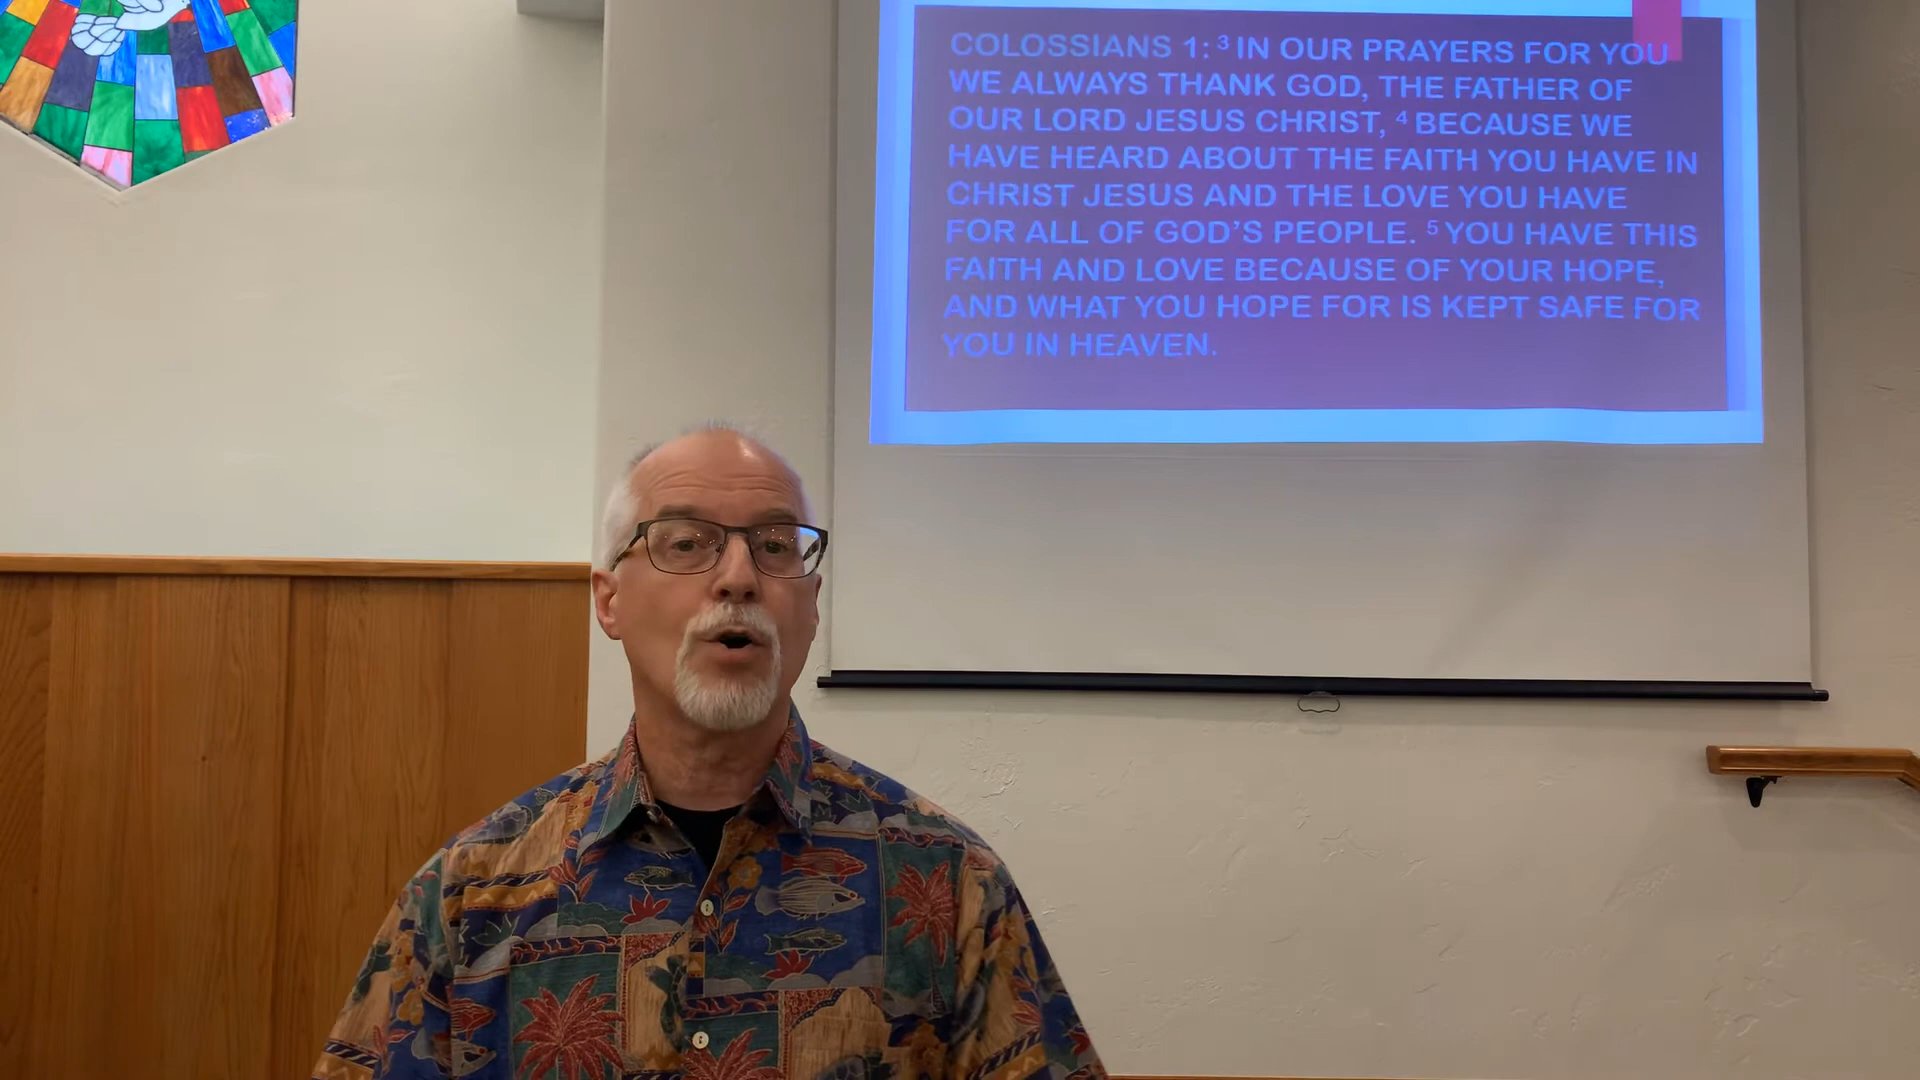 COLOSSIANS 1: ³ IN OUR PRAYERS FOR YOU
WE ALWAYS THANK GOD, THE FATHER OF
OUR LORD JESUS CHRIST, ⁴ BECAUSE WE
HAVE HEARD ABOUT THE FAITH YOU HAVE IN
CHRIST JESUS AND THE LOVE YOU HAVE
FOR ALL OF GOD’S PEOPLE. ⁵ YOU HAVE THIS
FAITH AND LOVE BECAUSE OF YOUR HOPE,
AND WHAT YOU HOPE FOR IS KEPT SAFE FOR
YOU IN HEAVEN.